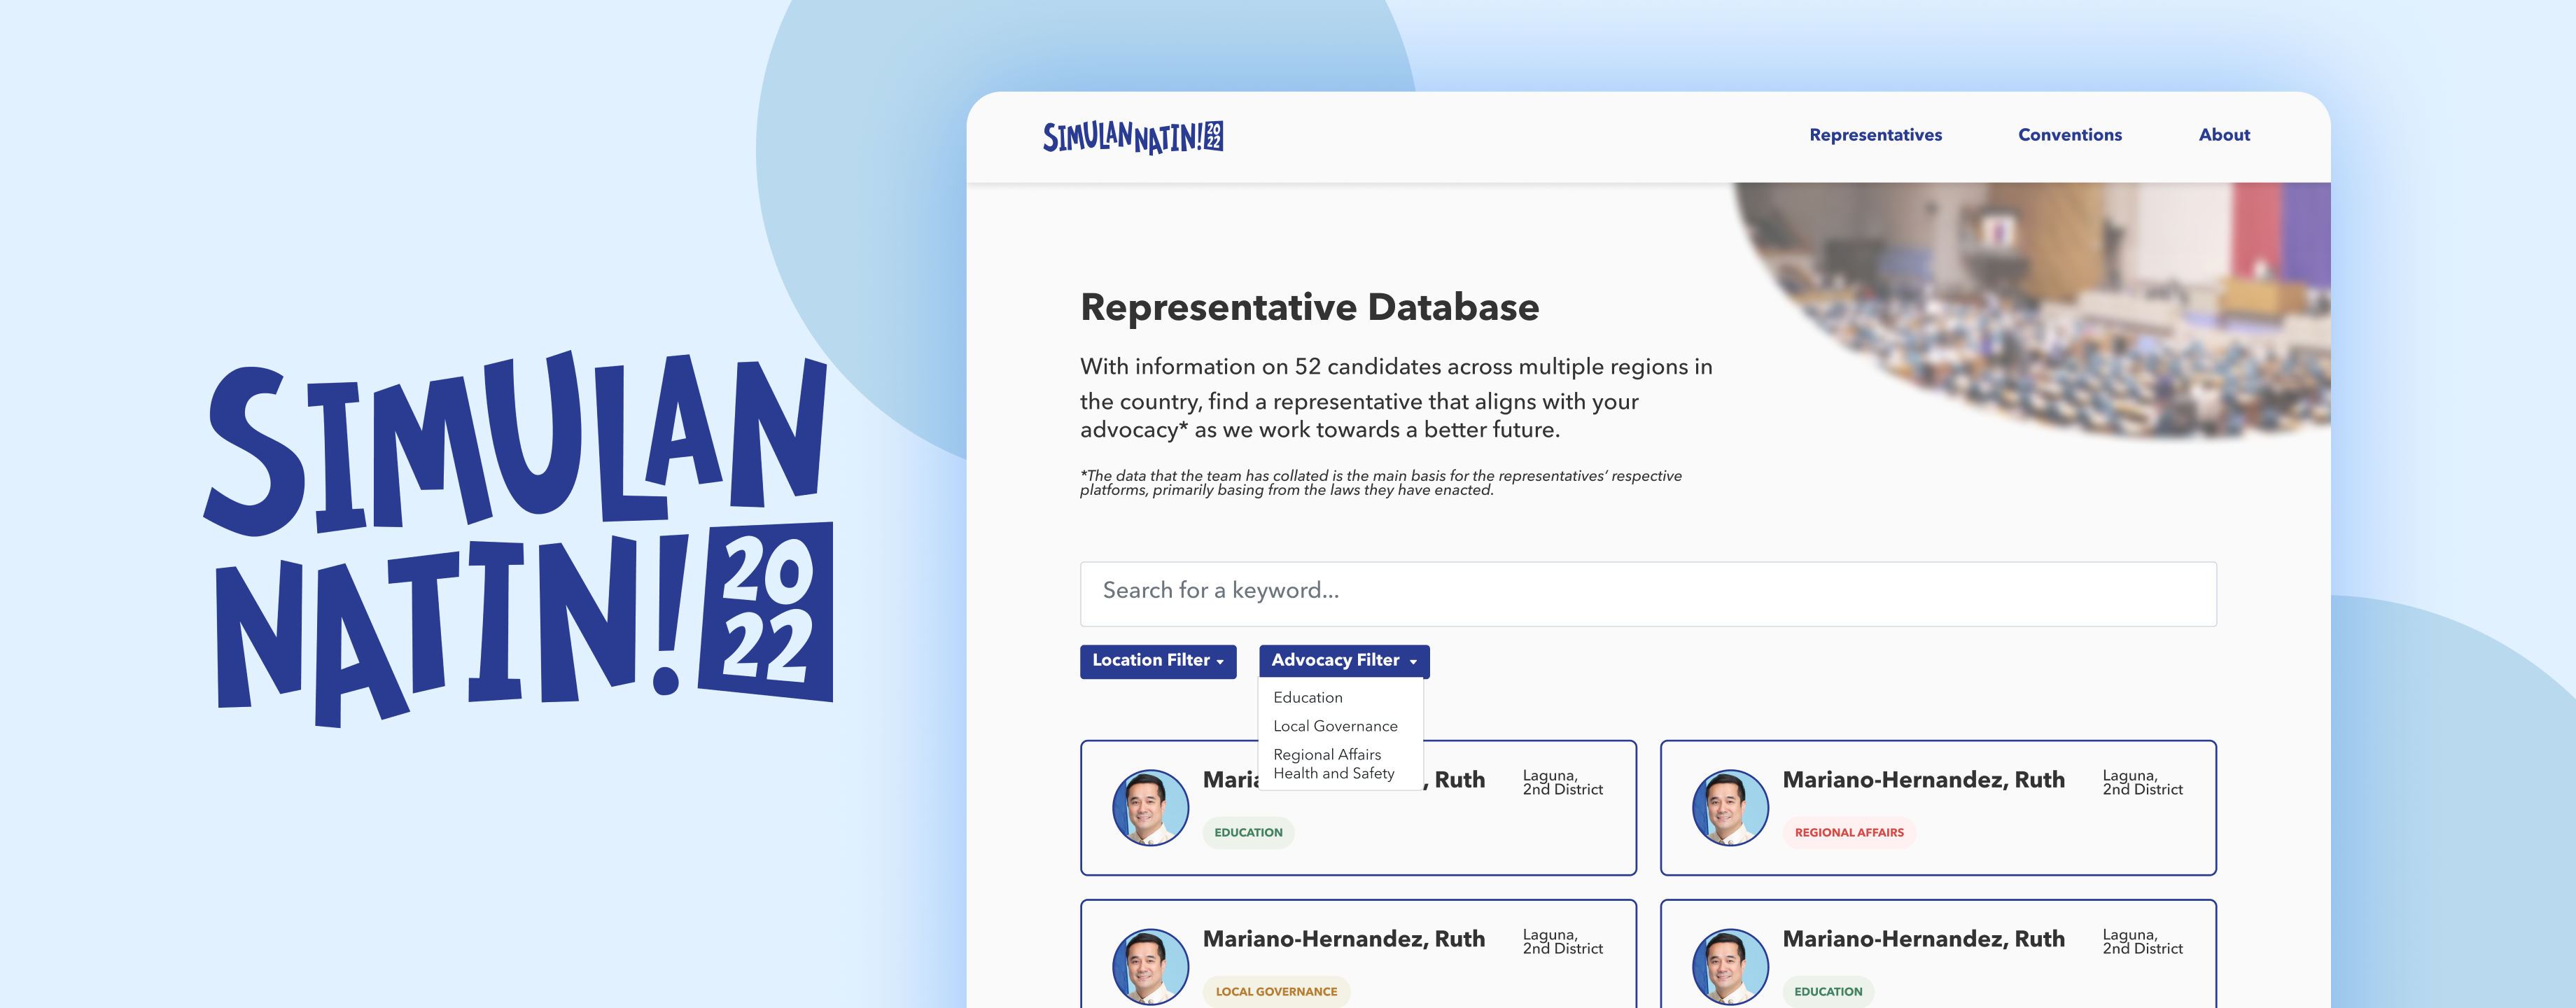 SIMULAN
NATIN! 20
22
SIMULAN NATIN! 20
22
Representatives
Conventions
About
Representative Database
With information on 52 candidates across multiple regions in
the country, find a representative that aligns with your
advocacy* as we work towards a better future.
*The data that the team has collated is the main basis for the representatives’ respective
platforms, primarily basing from the laws they have enacted.
Search for a keyword...
Location Filter
Advocacy Filter
Education
Local Governance
Regional Affairs
Health and Safety
Maria , Ruth
Laguna,
2nd District
EDUCATION
Mariano-Hernandez, Ruth
Laguna,
2nd District
REGIONAL AFFAIRS
Mariano-Hernandez, Ruth
Laguna,
2nd District
LOCAL GOVERNANCE
Mariano-Hernandez, Ruth
Laguna,
2nd District
EDUCATION